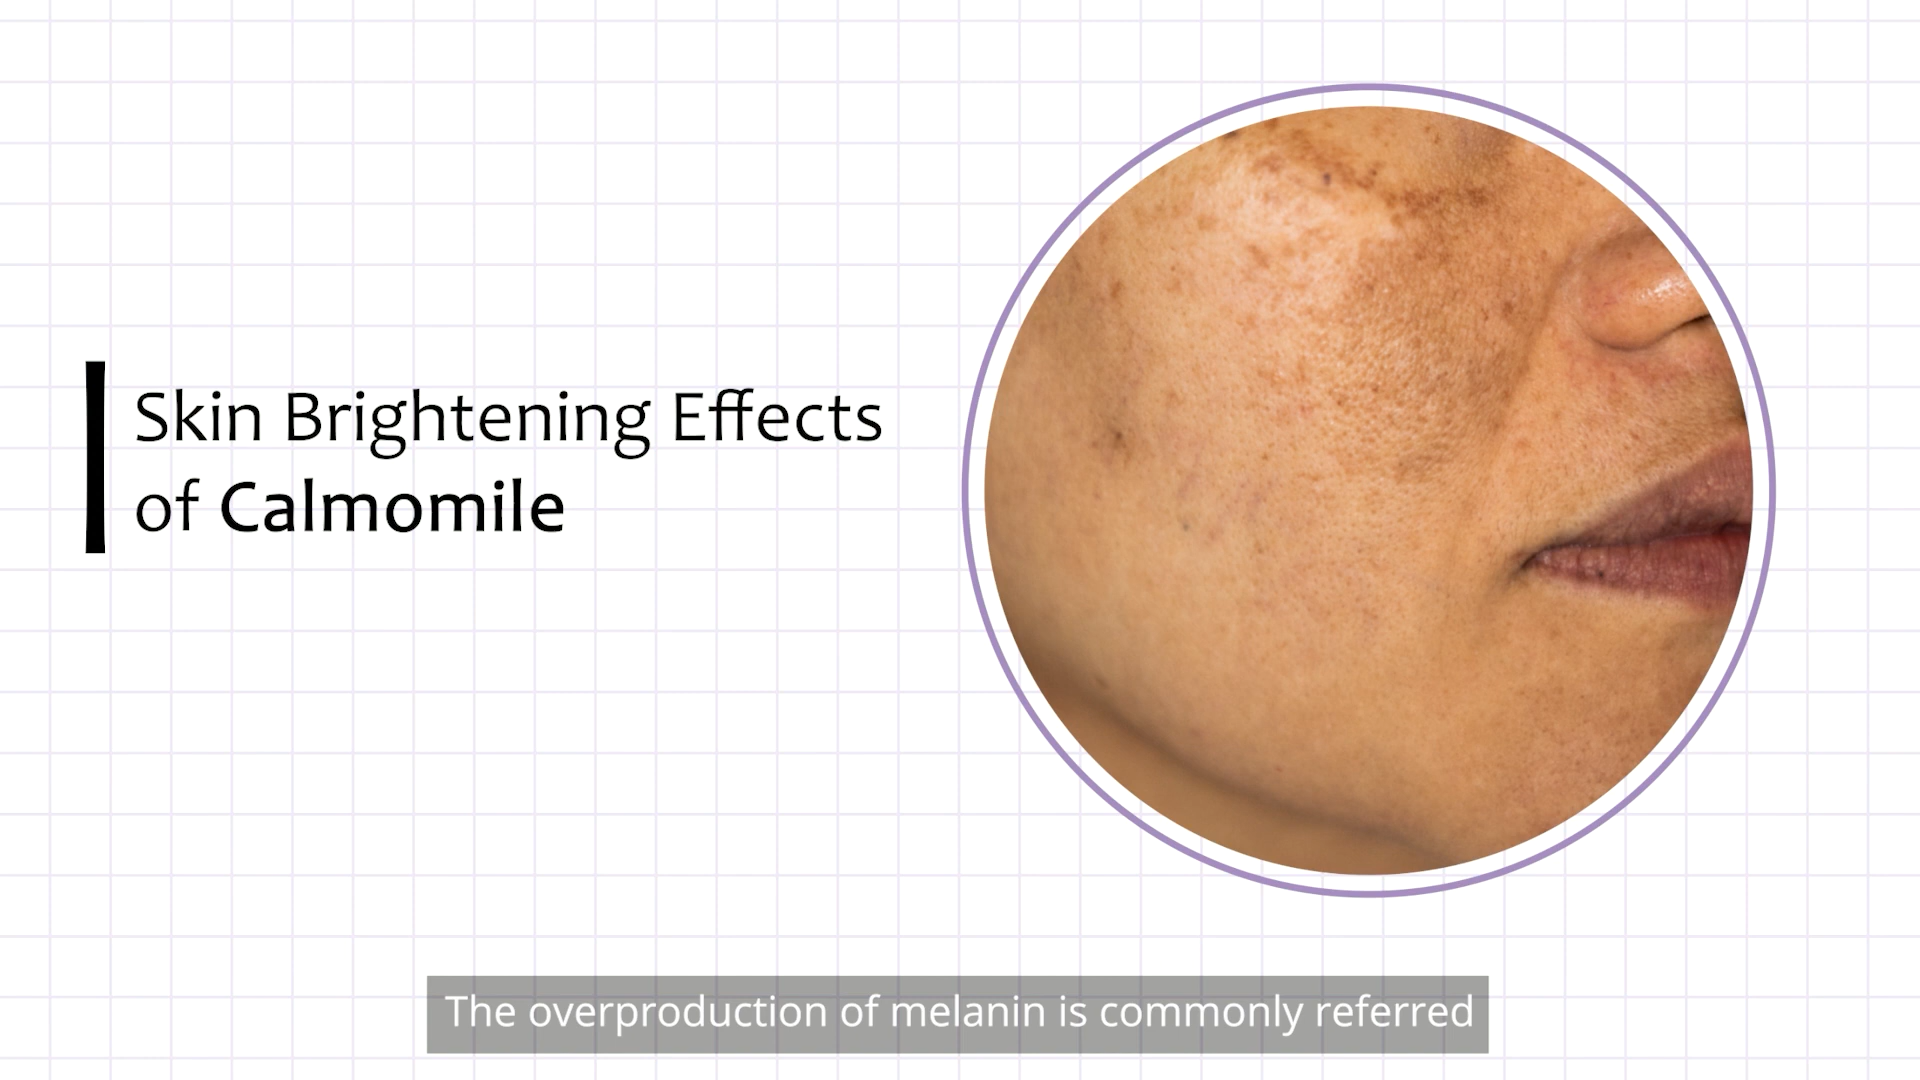 Skin Brightening Effects
of Calmomile
The overproduction of melanin is commonly referred